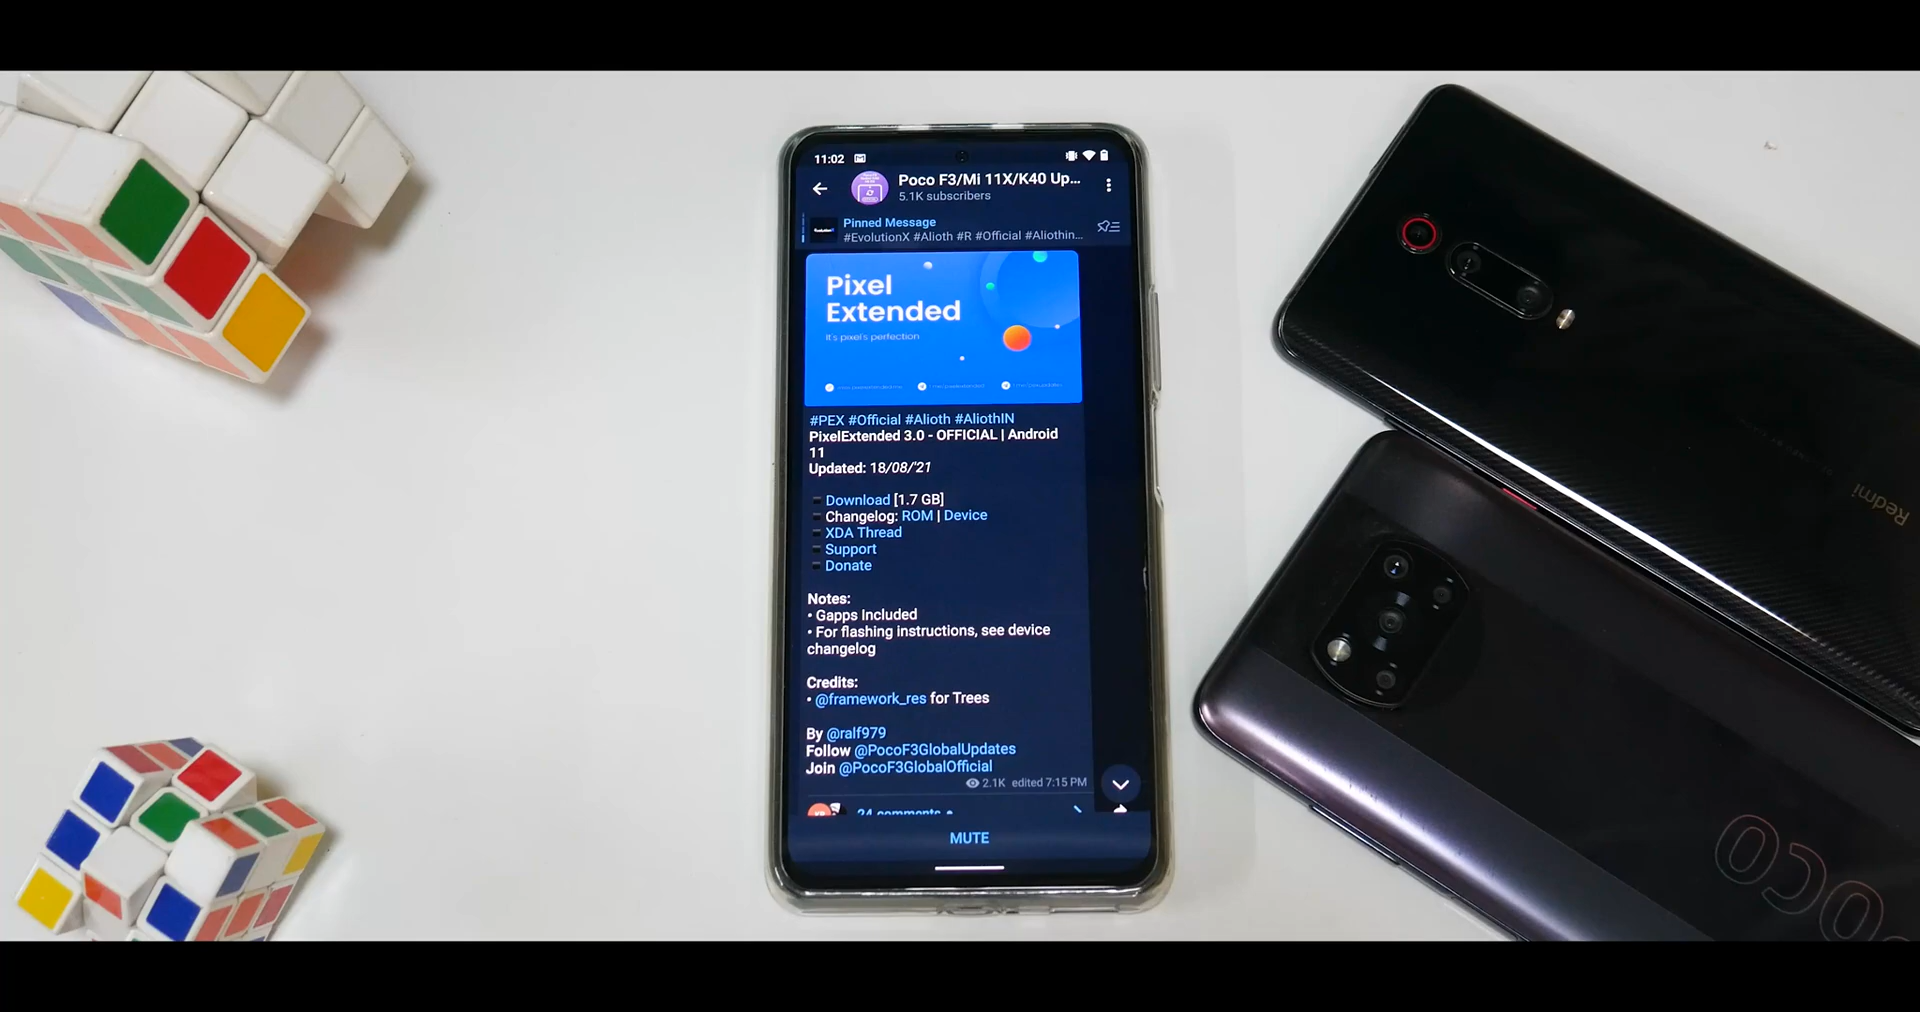 11:02
Poco F3/Mi 11X/K40 Up...
5.1K subscribers
Pinned Message
#EvolutionX #Alioth #R #Official #Aliothin...
Pixel
Extended
It's pixel's perfection
#PEX #Official #Alioth #AliothIN
PixelExtended 3.0 - OFFICIAL | Android
11
Updated: 18/08/'21
Download [1.7 GB]
Changelog: ROM | Device
XDA Thread
Support
Donate
Notes:
• Gapps Included
• For flashing instructions, see device
changelog
Credits:
• @framework_res for Trees
By @ralf979
Follow @PocoF3GlobalUpdates
Join @PocoF3GlobalOfficial
2.1K edited 7:15 PM
24 comments
MUTE
Redmi
POCO